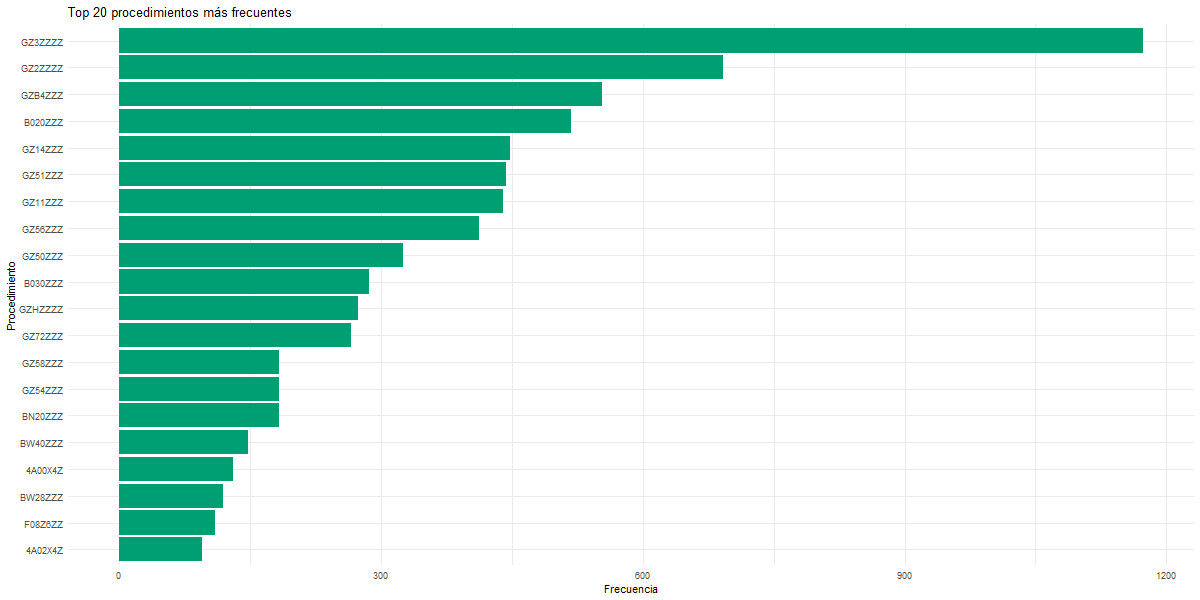 Top 20 procedimientos más frecuentes
Procedimiento
GZ3ZZZZ
GZ2ZZZZ
GZB4ZZZ
B020ZZZ
GZ14ZZZ
GZ51ZZZ
GZ11ZZZ
GZ56ZZZ
GZ50ZZZ
B030ZZZ
GZHZZZZ
GZ72ZZZ
GZ58ZZZ
GZ54ZZZ
BN20ZZZ
BW40ZZZ
4A00X4Z
BW28ZZZ
F08Z6ZZ
4A02X4Z
0 300 600 900 1200
Frecuencia